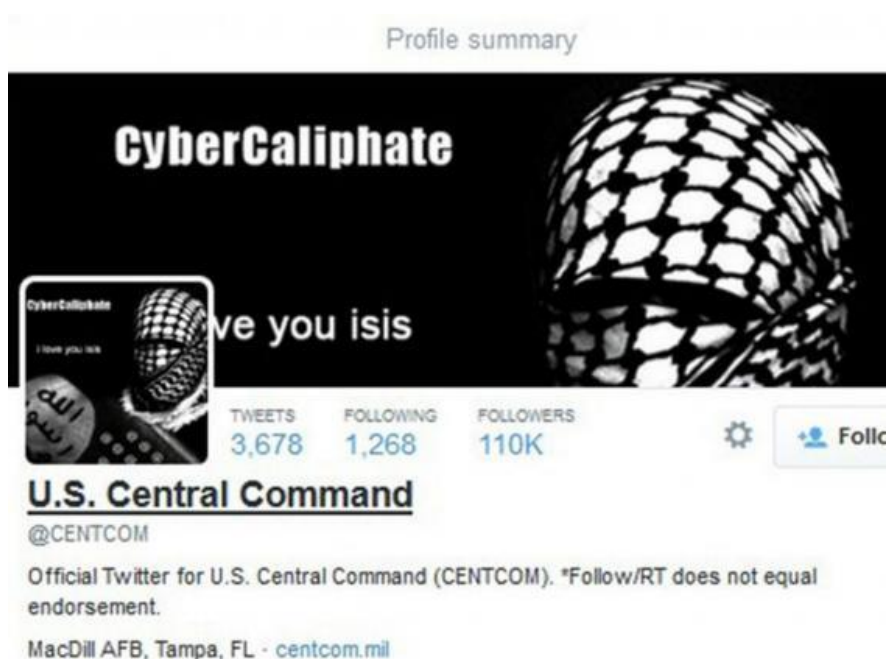 Profile summary
CyberCaliphate
ve you isis
CyberCaliphate
i love you isis
الله
رسول
TWEETS FOLLOWING FOLLOWERS
3,678 1,268 110K
Follo
U.S. Central Command
@CENTCOM
Official Twitter for U.S. Central Command (CENTCOM). *Follow/RT does not equal
endorsement.
MacDill AFB, Tampa, FL · centcom.mil